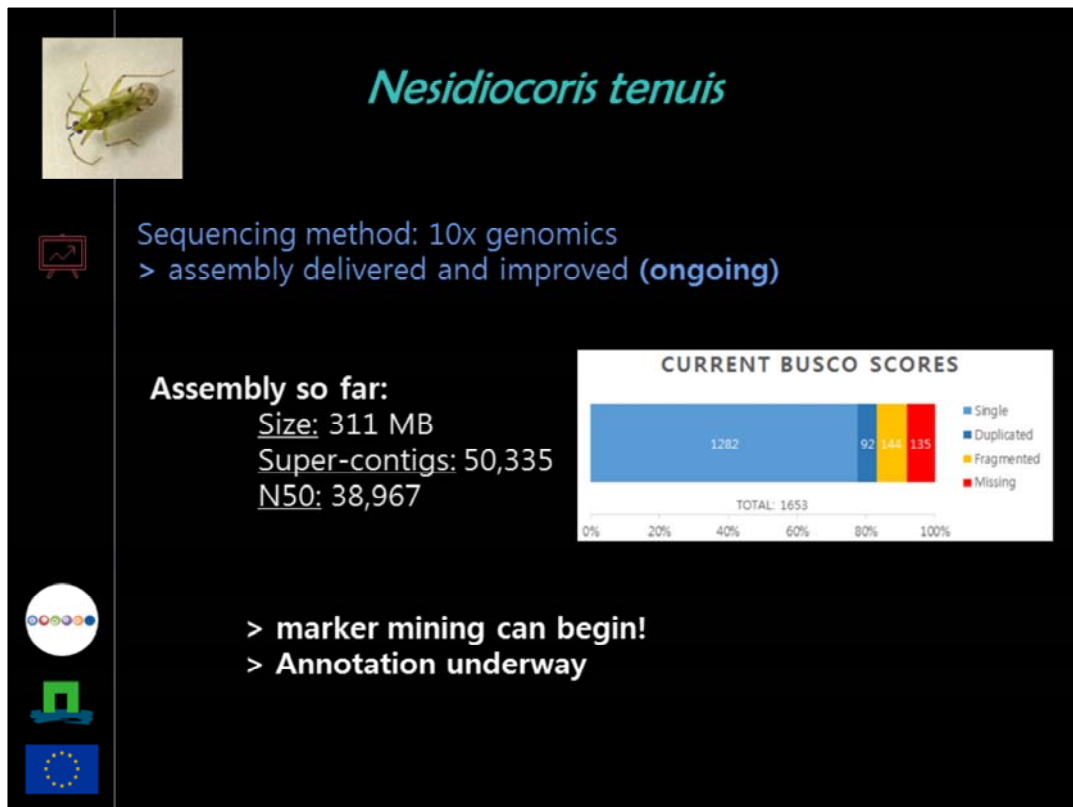 Nesidiocoris tenuis
Sequencing method: 10x genomics
> assembly delivered and improved (ongoing)
Assembly so far:
Size: 311 MB
Super-contigs: 50,335
N50: 38,967
CURRENT BUSCO SCORES
1282 92 144 135
Single
Duplicated
Fragmented
Missing
TOTAL: 1653
0% 20% 40% 60% 80% 100%
> marker mining can begin!
> Annotation underway